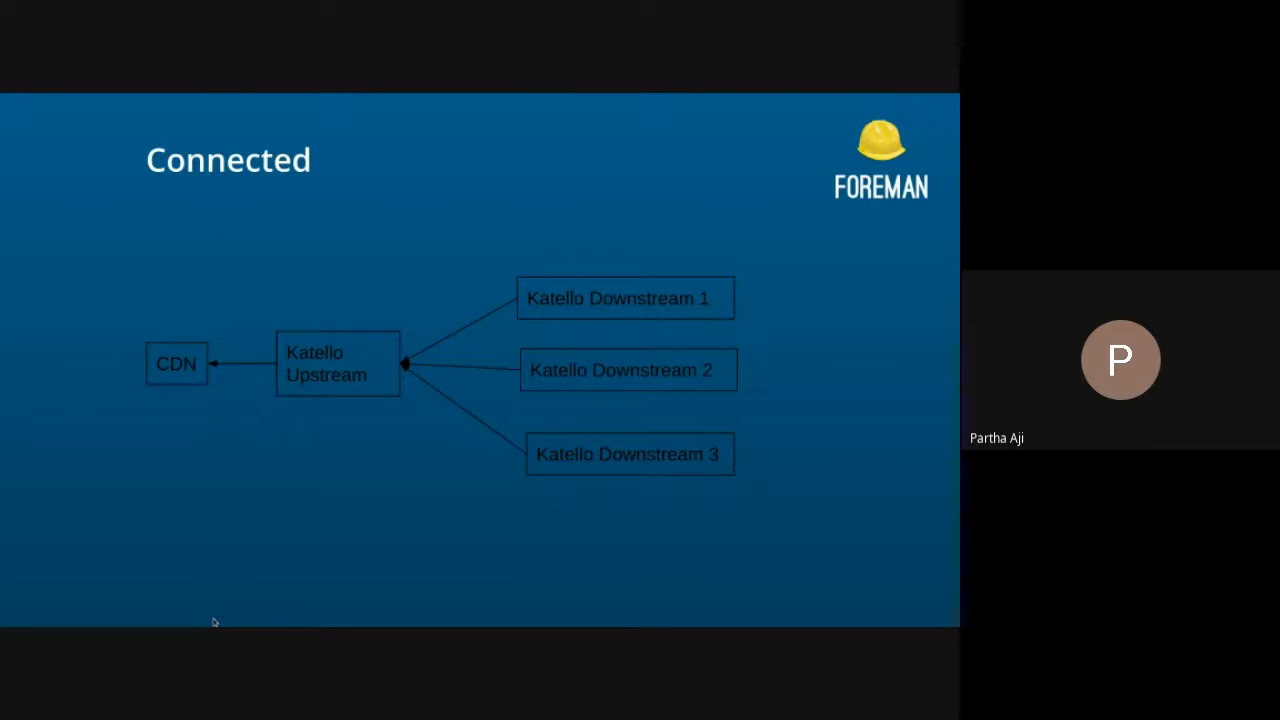 Connected
FOREMAN
Katello Downstream 1
CDN
Katello
Upstream
Katello Downstream 2
Katello Downstream 3
P
Partha Aji